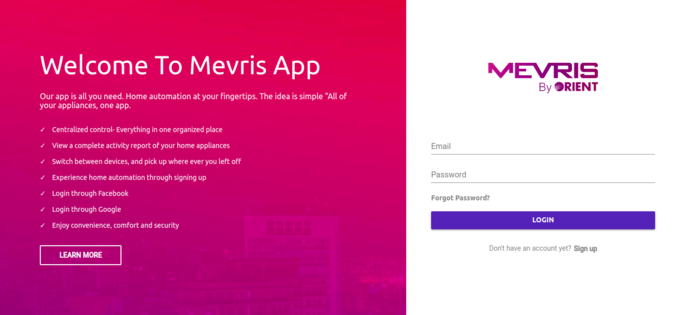 Welcome To Mevris App
Our app is all you need. Home automation at your fingertips. The idea is simple "All of
your appliances, one app.
✓ Centralized control- Everything in one organized place
✓ View a complete activity report of your home appliances
✓ Switch between devices, and pick up where ever you left off
✓ Experience home automation through signing up
✓ Login through Facebook
✓ Login through Google
✓ Enjoy convenience, comfort and security
LEARN MORE
MEVRIS
By ORIENT
Email
Password
Forgot Password?
LOGIN
Don't have an account yet? Sign up